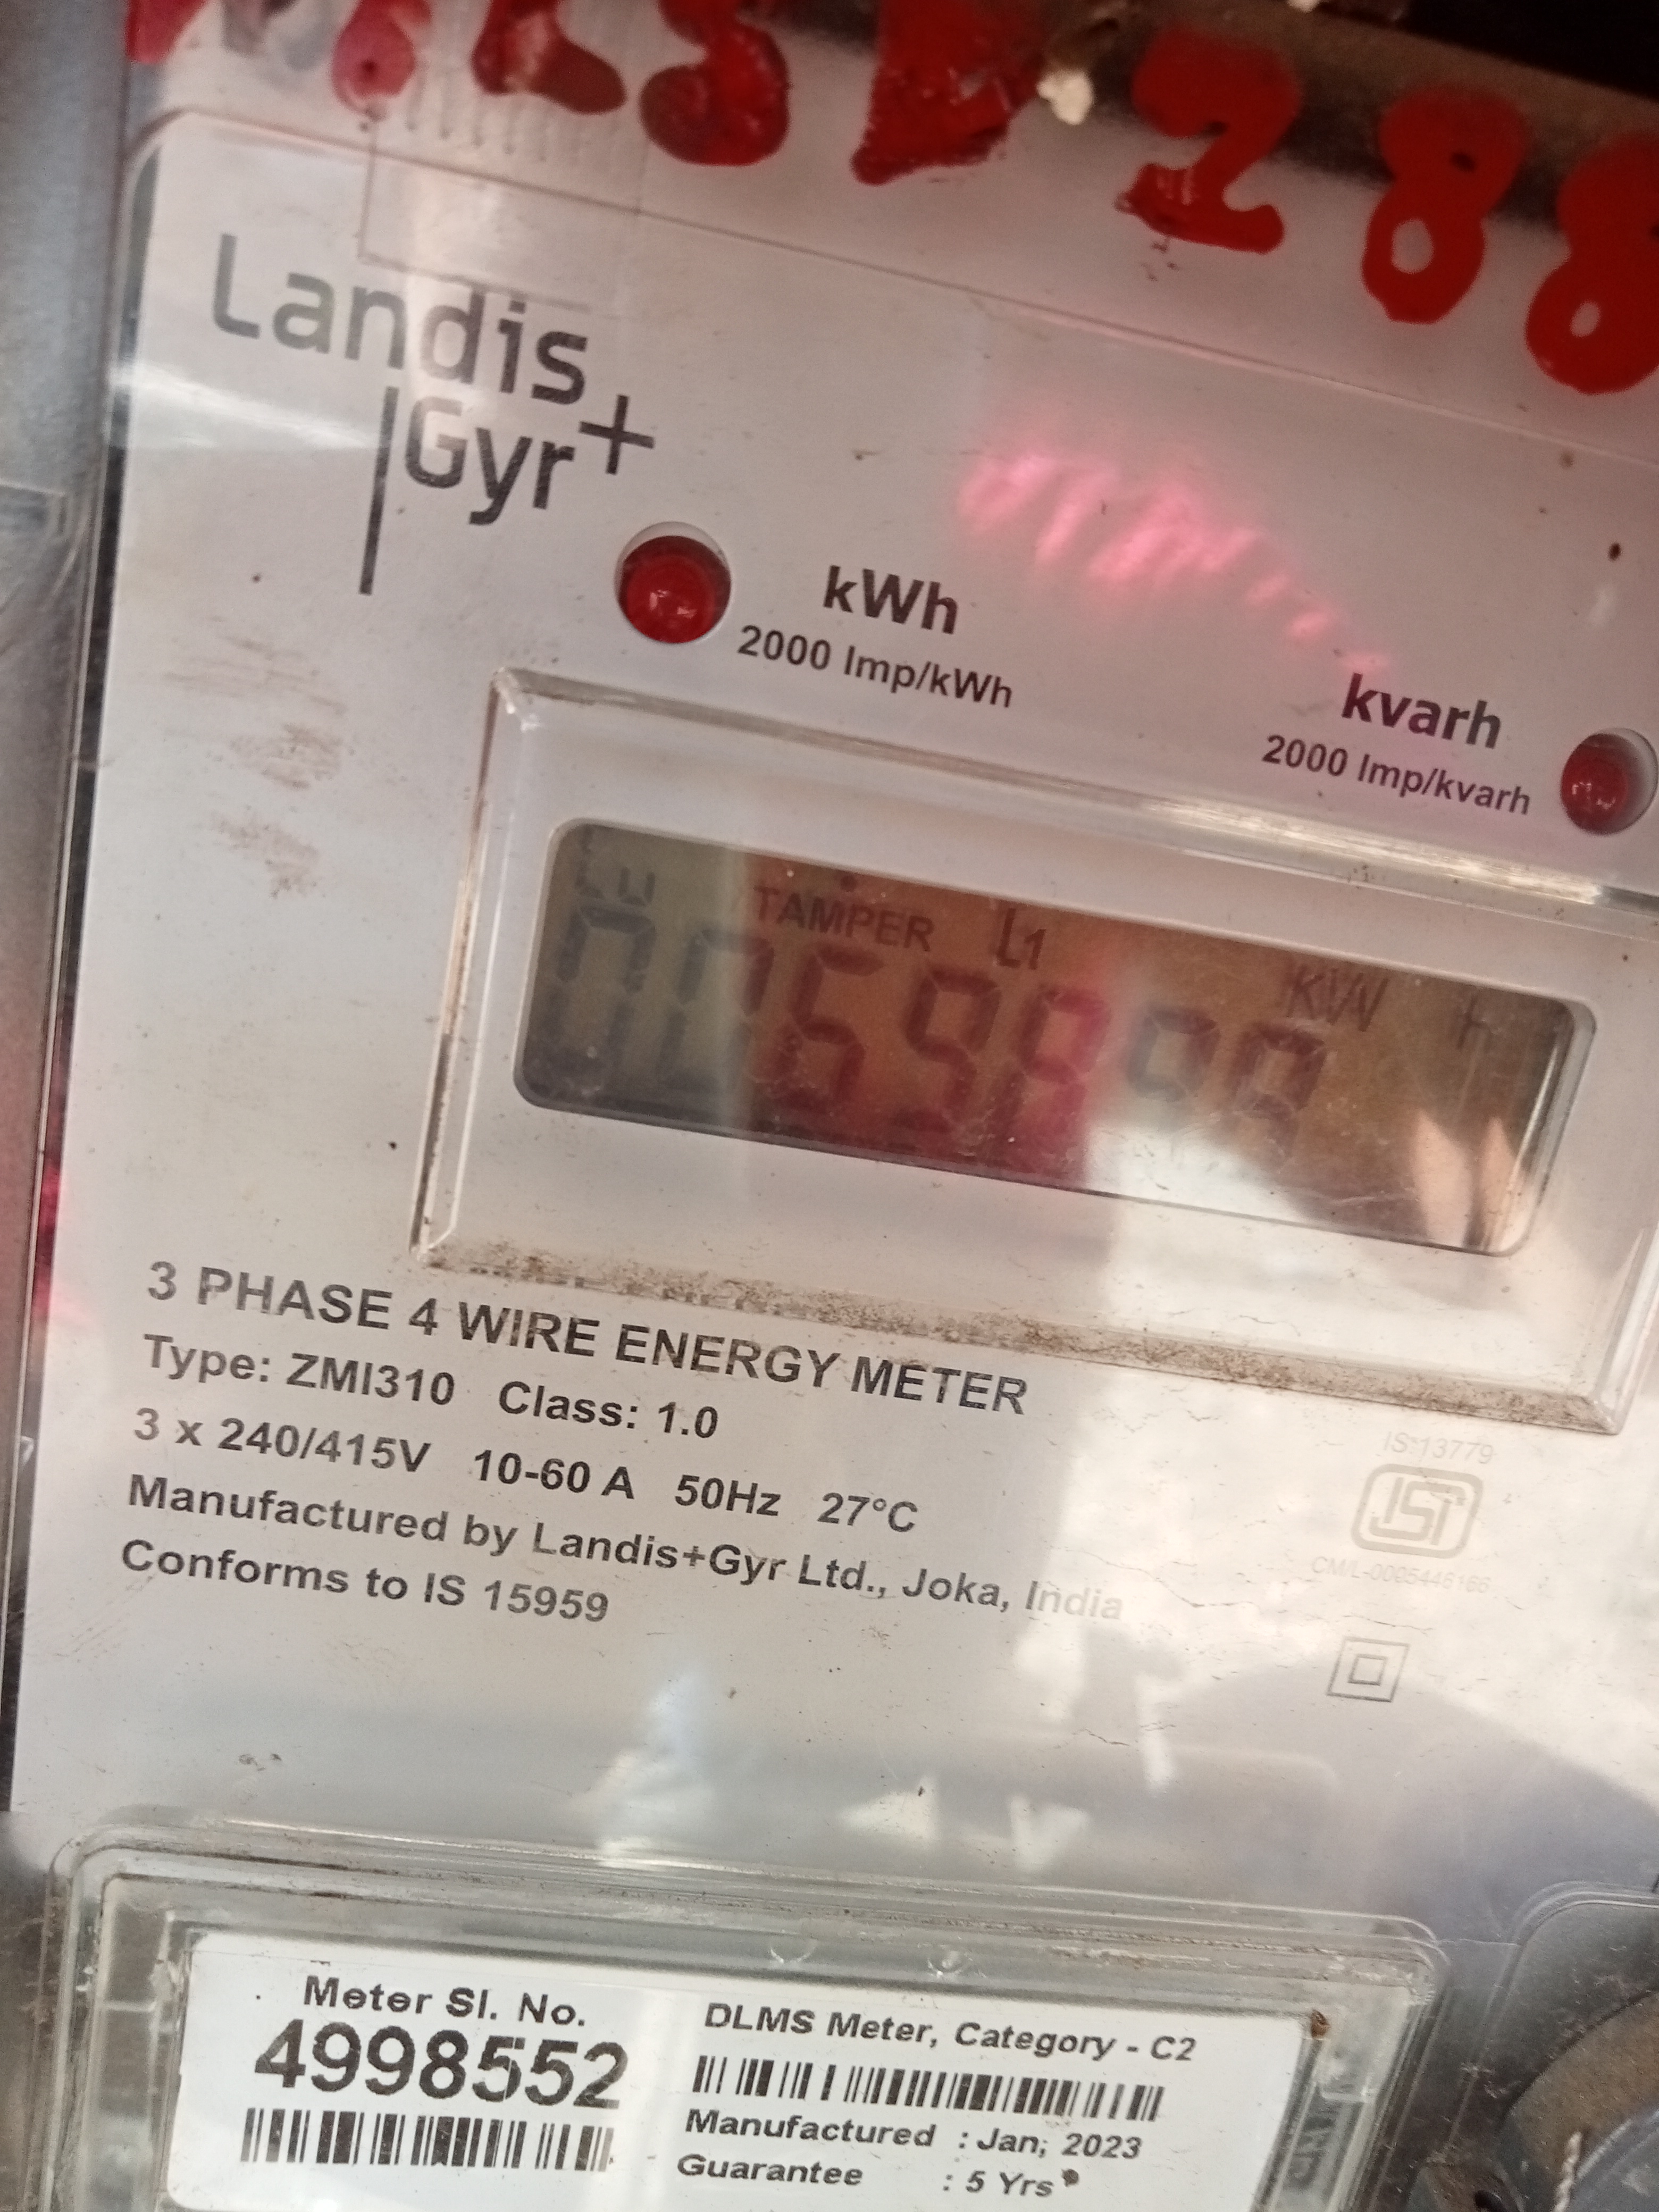 Landis
Gyr+
kWh
2000 Imp/kWh
kvarh
2000 Imp/kvarh
TAMPER L1
3 PHASE 4 WIRE ENERGY METER
Type: ZMI310 Class: 1.0
3 x 240/415V 10-60 A 50Hz 27°C
Manufactured by Landis+Gyr Ltd., Joka, India
Conforms to IS 15959
IS:13779
Meter Sl. No.
4998552
DLMS Meter, Category - C2
Manufactured : Jan; 2023
Guarantee : 5 Yrs